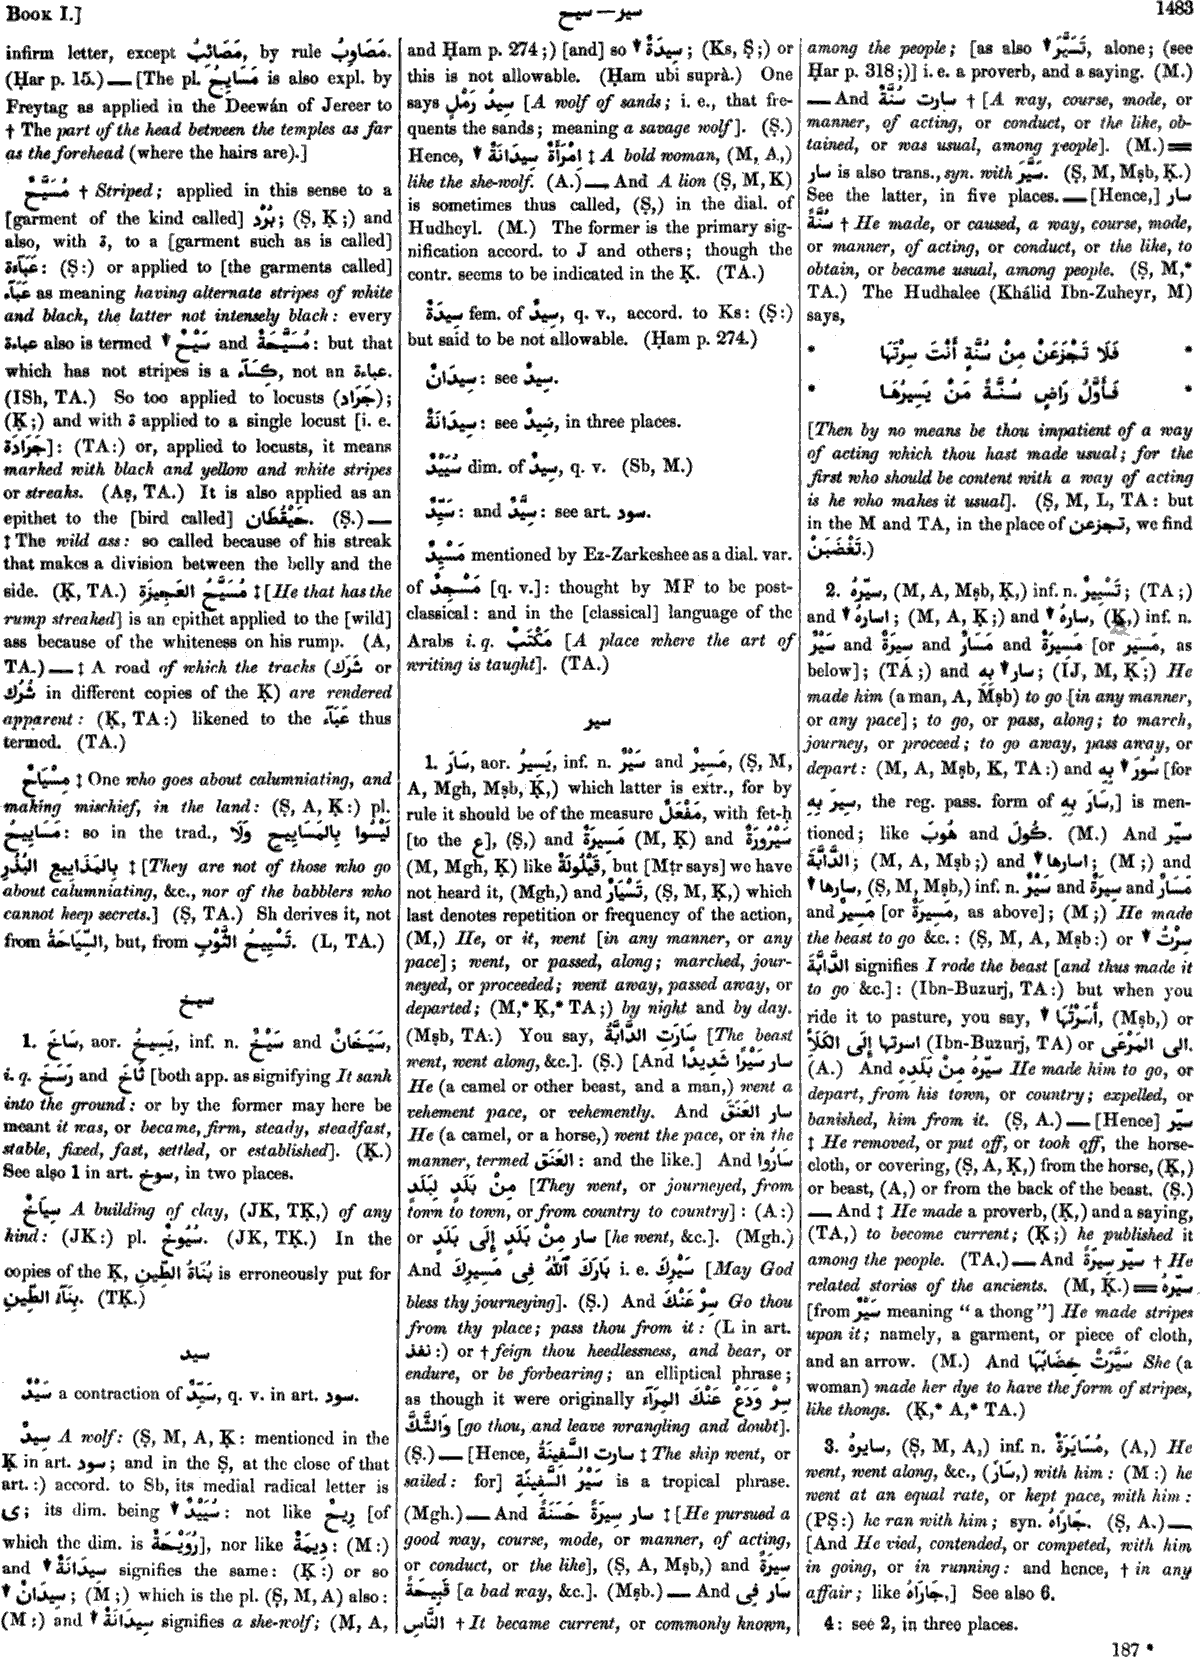 BOOK I.]
سير — سيح
1483
infirm letter, except مَصَائِبُ, by rule مَصَاوِبُ.
(Ḥar p. 15.) — [The pl. مَسَايِحُ is also expl. by
Freytag as applied in the Deewán of Jereer to
† The part of the head between the temples as far
as the forehead (where the hairs are).]
مُسَيَّحٌ † Striped; applied in this sense to a
[garment of the kind called] بُرْد; (Ṣ, Ḳ;) and
also, with ة, to a [garment such as is called]
عَبَآءَة: (Ṣ:) or applied to [the garments called]
عَبَآء as meaning having alternate stripes of white
and black, the latter not intensely black: every
عباءة also is termed ▼ سَيْحٌ and مُسَيَّحَةٌ: but that
which has not stripes is a كِسَآء, not an عباءة.
(ISh, TA.) So too applied to locusts (جَرَاد);
(Ḳ;) and with ة applied to a single locust [i. e.
جَرَادَة]: (TA:) or, applied to locusts, it means
marked with black and yellow and white stripes
or streaks. (Aṣ, TA.) It is also applied as an
epithet to the [bird called] حَيْقُطَان. (Ṣ.) —
‡ The wild ass: so called because of his streak
that makes a division between the belly and the
side. (Ḳ, TA.) مُسَيَّحُ العَجِيزَةِ ‡ [He that has the
rump streaked] is an epithet applied to the [wild]
ass because of the whiteness on his rump. (A,
TA.) — ‡ A road of which the tracks (شَرَك or
شُرُك in different copies of the Ḳ) are rendered
apparent: (Ḳ, TA:) likened to the عَبَآء thus
termed. (TA.)
مِسْيَاحٌ ‡ One who goes about calumniating, and
making mischief, in the land: (Ṣ, A, Ḳ:) pl.
مَسَايِيحُ: so in the trad., لَيْسُوا بِالْمَسَايِيحِ وَلَا
بِالْمَذَايِيعِ البُذُرِ ‡ [They are not of those who go
about calumniating, &c., nor of the babblers who
cannot keep secrets.] (Ṣ, TA.) Sh derives it, not
from السِّيَاحَةُ, but, from تَسْيِيحُ الثَّوْبِ. (L, TA.)
سيخ
1. سَاخَ, aor. يَسِيخُ, inf. n. سَيْخٌ and سَيَخَانٌ,
i. q. رَسَخَ and ثَاخَ [both app. as signifying It sank
into the ground: or by the former may here be
meant it was, or became, firm, steady, steadfast,
stable, fixed, fast, settled, or established]. (Ḳ.)
See also 1 in art. سوخ, in two places.
سِيَاخٌ A building of clay, (JK, TḲ,) of any
kind: (JK:) pl. سُيُوخٌ. (JK, TḲ.) In the
copies of the Ḳ, بُنَاةُ الطِّينِ is erroneously put for
بِنَآءُ الطِّينِ. (TḲ.)
سيد
سَيْدٌ a contraction of سَيِّدٌ, q. v. in art. سود.
سِيدٌ A wolf: (Ṣ, M, A, Ḳ: mentioned in the
Ḳ in art. سود; and in the Ṣ, at the close of that
art.:) accord. to Sb, its medial radical letter is
ى; its dim. being ▼ سُيَيْدٌ: not like رِيحٌ [of
which the dim. is رُوَيْحَةٌ], nor like دِيمَةٌ: (M:)
and ▼ سِيدَانَةٌ signifies the same: (Ḳ:) or so
▼ سِيدَانٌ; (M;) which is the pl. (Ṣ, M, A) also:
(M:) and ▼ سِيدَانَةٌ signifies a she-wolf; (M, A,
and Ḥam p. 274;) [and] so ▼ سِيدَةٌ; (Ks, Ṣ;) or
this is not allowable. (Ḥam ubi suprà.) One
says سِيدُ رَمْلٍ [A wolf of sands; i. e., that fre-
quents the sands; meaning a savage wolf]. (Ṣ.)
Hence, ▼ امْرَأَةٌ سِيدَانَةٌ ‡ A bold woman, (M, A,)
like the she-wolf. (A.) — And A lion (Ṣ, M, Ḳ)
is sometimes thus called, (Ṣ,) in the dial. of
Hudheyl. (M.) The former is the primary sig-
nification accord. to J and others; though the
contr. seems to be indicated in the Ḳ. (TA.)
سِيدَةٌ fem. of سِيدٌ, q. v., accord. to Ks: (Ṣ:)
but said to be not allowable. (Ḥam p. 274.)
سِيدَانٌ: see سِيدٌ.
سِيدَانَةٌ: see سِيدٌ, in three places.
سُيَيْدٌ dim. of سِيدٌ, q. v. (Sb, M.)
سَيِّدٌ: and سَيَّدٌ: see art. سود.
مَسْيِدٌ mentioned by Ez-Zarkeshee as a dial. var.
of مَسْجِدٌ [q. v.]: thought by MF to be post-
classical: and in the [classical] language of the
Arabs i. q. مَكْتَبٌ [A place where the art of
writing is taught]. (TA.)
سير
1. سَارَ, aor. يَسِيرُ, inf. n. سَيْرٌ and مَسِيرٌ, (Ṣ, M,
A, Mgh, Mṣb, Ḳ,) which latter is extr., for by
rule it should be of the measure مَفْعَلٌ, with fet-ḥ
[to the ع], (Ṣ,) and مَسِيرَةٌ (M, Ḳ) and سَيْرُورَةٌ
(M, Mgh, Ḳ) like قَيْلُولَةٌ, but [Mṭr says] we have
not heard it, (Mgh,) and تَسْيَارٌ, (Ṣ, M, Ḳ,) which
last denotes repetition or frequency of the action,
(M,) He, or it, went [in any manner, or any
pace]; went, or passed, along; marched, jour-
neyed, or proceeded; went away, passed away, or
departed; (M,* Ḳ,* TA;) by night and by day.
(Mṣb, TA.) You say, سَارَتِ الدَّابَّةُ [The beast
went, went along, &c.]. (Ṣ.) [And سار سَيْرًا شَدِيدًا
He (a camel or other beast, and a man,) went a
vehement pace, or vehemently. And سار العَنَقَ
He (a camel, or a horse,) went the pace, or in the
manner, termed العَنَق: and the like.] And سَارُوا
مِنْ بَلَدٍ لِبَلَدٍ [They went, or journeyed, from
town to town, or from country to country]: (A:)
or سار مِنْ بَلَدٍ إِلَى بَلَدٍ [he went, &c.]. (Mgh.)
And بَارَكَ ٱللّٰهُ فِى مَسِيرِكَ i. e. سَيْرِكَ [May God
bless thy journeying]. (Ṣ.) And سِرْ عَنْكَ Go thou
from thy place; pass thou from it: (L in art.
نفذ:) or † feign thou heedlessness, and bear, or
endure, or be forbearing; an elliptical phrase;
as though it were originally سِرْ وَدَعْ عَنْكَ المِرَآءَ
وَالشَّكَّ [go thou, and leave wrangling and doubt].
(Ṣ.) — [Hence, سارت السَّفِينَةُ ‡ The ship went, or
sailed: for] سَيْرُ السَّفِينَةِ is a tropical phrase.
(Mgh.) — And سار سِيرَةً حَسَنَةً ‡ [He pursued a
good way, course, mode, or manner, of acting,
or conduct, or the like], (Ṣ, A, Mṣb,) and سِيرَةً
قَبِيحَةً [a bad way, &c.]. (Mṣb.) — And سار فِى
النَّاسِ † It became current, or commonly known,
among the people; [as also ▼ تَسَيَّرَ, alone; (see
Ḥar p. 318;)] i. e. a proverb, and a saying. (M.)
— And سارت سُنَّةٌ † [A way, course, mode, or
manner, of acting, or conduct, or the like, ob-
tained, or was usual, among people]. (M.) =
سار is also trans., syn. with سَيَّرَ. (Ṣ, M, Mṣb, Ḳ.)
See the latter, in five places. — [Hence,] سار
سُنَّةً † He made, or caused, a way, course, mode,
or manner, of acting, or conduct, or the like, to
obtain, or became usual, among people. (Ṣ, M,*
TA.) The Hudhalee (Khálid Ibn-Zuheyr, M)
says,
* فَلَا تَجْزَعَنْ مِنْ سُنَّةٍ أَنْتَ سِرْتَهَا *
* فَأَوَّلُ رَاضٍ سُنَّةً مَنْ يَسِيرُهَا *
[Then by no means be thou impatient of a way
of acting which thou hast made usual; for the
first who should be content with a way of acting
is he who makes it usual]. (Ṣ, M, L, TA: but
in the M and TA, in the place of تجزعن, we find
تَغْضَبَنْ.)
2. سيّرهُ, (M, A, Mṣb, Ḳ,) inf. n. تَسْيِيرٌ; (TA;)
and ▼ اسارهُ; (M, A, Ḳ;) and ▼ سارهُ, (Ḳ,) inf. n.
سَيْرٌ and سِيرَةٌ and مَسَارٌ and مَسِيرَةٌ [or مَسِير, as
below]; (TA;) and ▼ سار بِهِ; (IJ, M, Ḳ;) He
made him (a man, A, Mṣb) to go [in any manner,
or any pace]; to go, or pass, along; to march,
journey, or proceed; to go away, pass away, or
depart: (M, A, Mṣb, K, TA:) and ▼ سُورَ بِهِ [for
سِيرَ بِهِ, the reg. pass. form of سَارَ بِهِ,] is men-
tioned; like هُوبَ and كُولَ. (M.) And سيّر
الدَّابَّةَ; (M, A, Mṣb;) and ▼ اسارها; (M;) and
▼ سارها, (Ṣ, M, Mṣb,) inf. n. سَيْرٌ and سِيرَةٌ and مَسَارٌ
and مَسِيرٌ [or مَسِيرَةٌ, as above]; (M;) He made
the beast to go &c.: (Ṣ, M, A, Mṣb:) or ▼ سِرْتُ
الدَّابَّةَ signifies I rode the beast [and thus made it
to go &c.]: (Ibn-Buzurj, TA:) but when you
ride it to pasture, you say, ▼ أَسَرْتُهَا, (Mṣb,) or
اسرتها إِلَى الكَلَأِ (Ibn-Buzurj, TA) or الى المَرْعَى.
(A.) And سيّرهُ مِنْ بَلَدِهِ He made him to go, or
depart, from his town, or country; expelled, or
banished, him from it. (Ṣ, A.) — [Hence] سيّر
‡ He removed, or put off, or took off, the horse-
cloth, or covering, (Ṣ, A, Ḳ,) from the horse, (Ḳ,)
or beast, (A,) or from the back of the beast. (Ṣ.)
— And ‡ He made a proverb, (Ḳ,) and a saying,
(TA,) to become current; (Ḳ;) he published it
among the people. (TA.) — And سيّر سِيرَةً † He
related stories of the ancients. (M, Ḳ.) = سيّرهُ
[from سَيْرٌ meaning “a thong”] He made stripes
upon it; namely, a garment, or piece of cloth,
and an arrow. (M.) And سَيَّرَتْ خِضَابَهَا She (a
woman) made her dye to have the form of stripes,
like thongs. (Ḳ,* A,* TA.)
3. سايرهُ, (Ṣ, M, A,) inf. n. مُسَايَرَةٌ, (A,) He
went, went along, &c., (سَارَ,) with him: (M:) he
went at an equal rate, or kept pace, with him:
(PṢ:) he ran with him; syn. جَارَاهُ. (Ṣ, A.) —
[And He vied, contended, or competed, with him
in going, or in running: and hence, † in any
affair; like جَارَاهُ.] See also 6.
4: see 2, in three places.
187 *